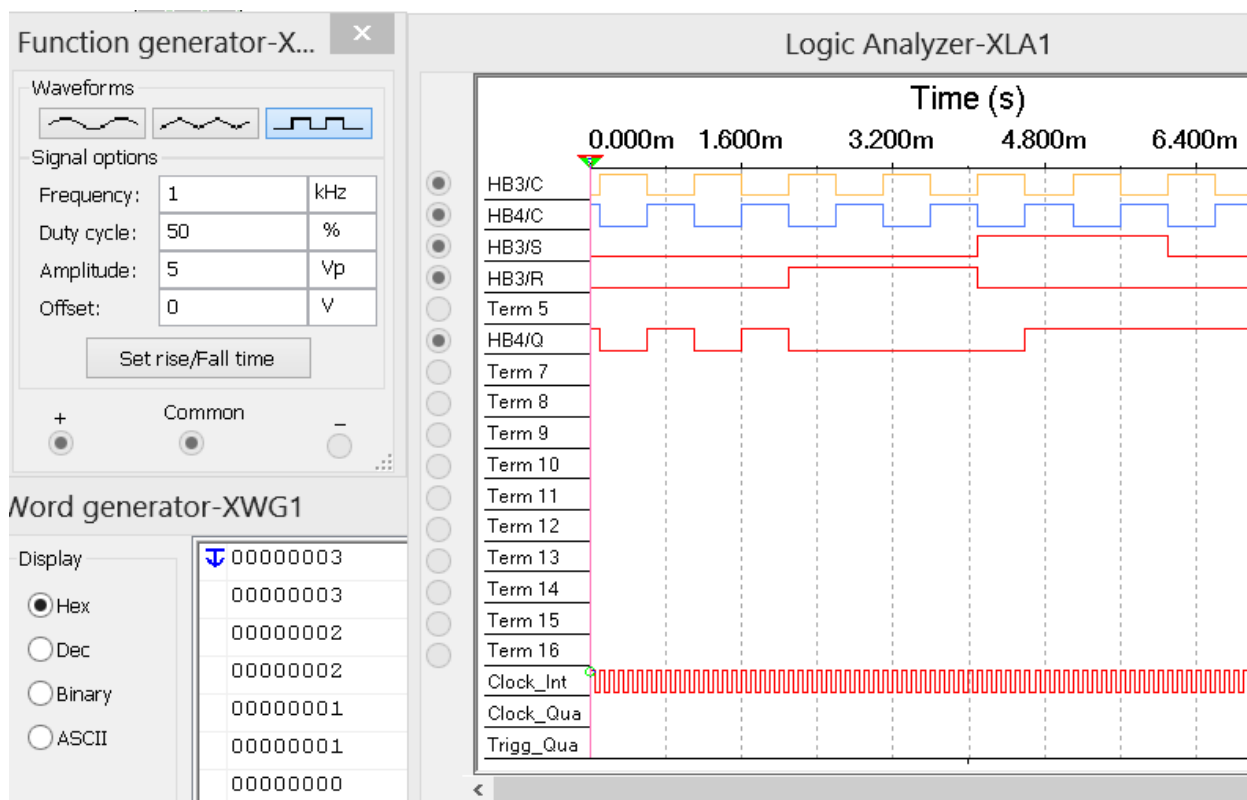 Function generator-X...
Waveforms
Signal options
Frequency: 1 kHz
Duty cycle: 50 %
Amplitude: 5 Vp
Offset: 0 V
Set rise/Fall time
+ Common −
Word generator-XWG1
Display
Hex
Dec
Binary
ASCII
00000003
00000003
00000002
00000002
00000001
00000001
00000000
Logic Analyzer-XLA1
Time (s)
0.000m 1.600m 3.200m 4.800m 6.400m
HB3/C
HB4/C
HB3/S
HB3/R
Term 5
HB4/Q
Term 7
Term 8
Term 9
Term 10
Term 11
Term 12
Term 13
Term 14
Term 15
Term 16
Clock_Int
Clock_Qua
Trigg_Qua